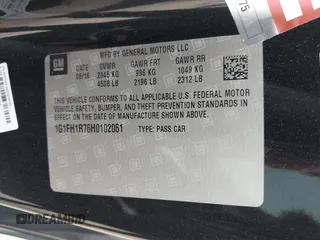 75
GM
MFD BY GENERAL MOTORS LLC
DATE GVWR GAWR FRT GAWR RR
08/16 2045 KG 996 KG 1049 KG
4508 LB 2196 LB 2312 LB
THIS VEHICLE CONFORMS TO ALL APPLICABLE U.S. FEDERAL MOTOR
VEHICLE SAFETY, BUMPER, AND THEFT PREVENTION STANDARDS IN
EFFECT ON THE DATE OF MANUFACTURE SHOWN ABOVE.
1G1FH1R76H0102061 TYPE: PASS CAR
DREAMBID